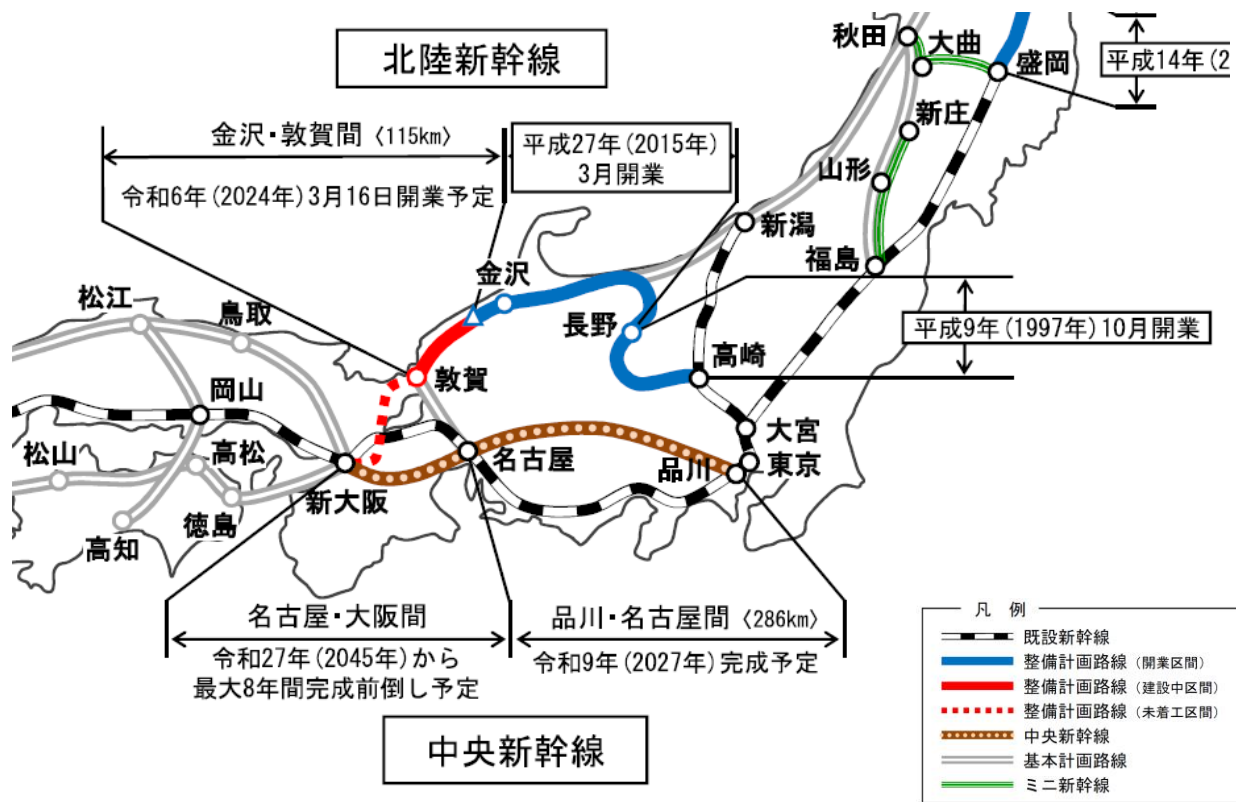 北陸新幹線
金沢・敦賀間〈115km〉
令和6年(2024年)3月16日開業予定
平成27年(2015年)
3月開業
秋田
大曲
盛岡
平成14年(2
新庄
山形
新潟
福島
金沢
長野
平成9年(1997年)10月開業
高崎
松江
鳥取
敦賀
岡山
大宮
東京
品川
名古屋
松山
高松
新大阪
徳島
高知
名古屋・大阪間
令和27年(2045年)から
最大8年間完成前倒し予定
品川・名古屋間〈286km〉
令和9年(2027年)完成予定
中央新幹線
凡 例
既設新幹線
整備計画路線(開業区間)
整備計画路線(建設中区間)
整備計画路線(未着工区間)
中央新幹線
基本計画路線
ミニ新幹線